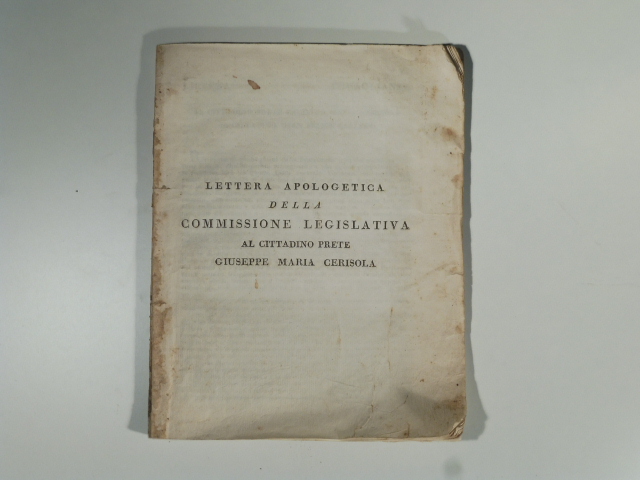 LETTERA APOLOGETICA
DELLA
COMMISSIONE LEGISLATIVA
AL CITTADINO PRETE
GIUSEPPE MARIA CERISOLA